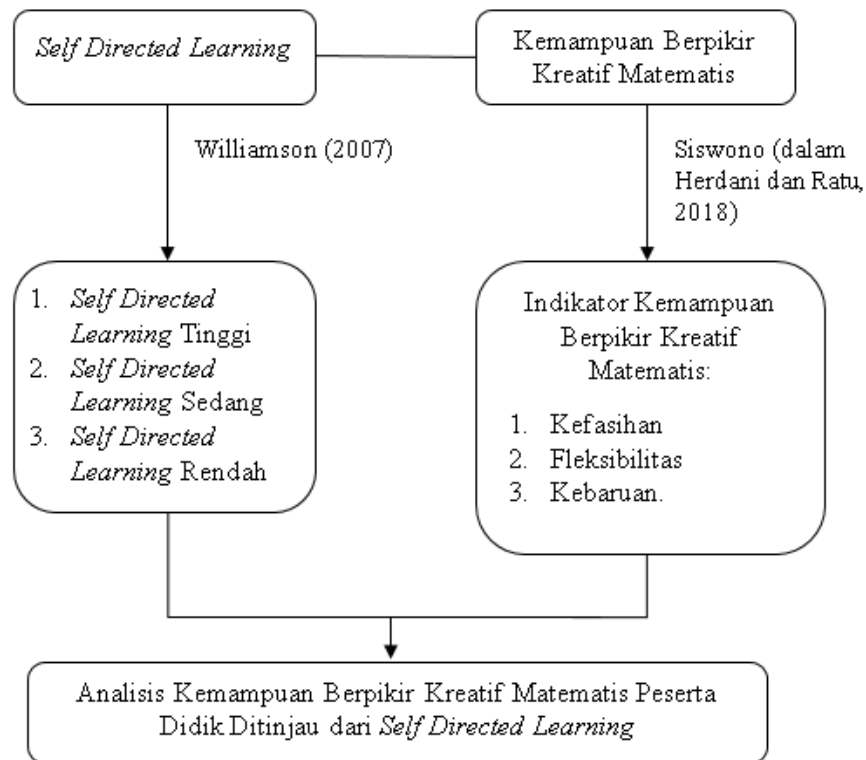 Self Directed Learning
Kemampuan Berpikir
Kreatif Matematis
Williamson (2007)
Siswono (dalam
Herdani dan Ratu,
2018)
1. Self Directed
Learning Tinggi
2. Self Directed
Learning Sedang
3. Self Directed
Learning Rendah
Indikator Kemampuan
Berpikir Kreatif
Matematis:
1. Kefasihan
2. Fleksibilitas
3. Kebaruan.
Analisis Kemampuan Berpikir Kreatif Matematis Peserta
Didik Ditinjau dari Self Directed Learning